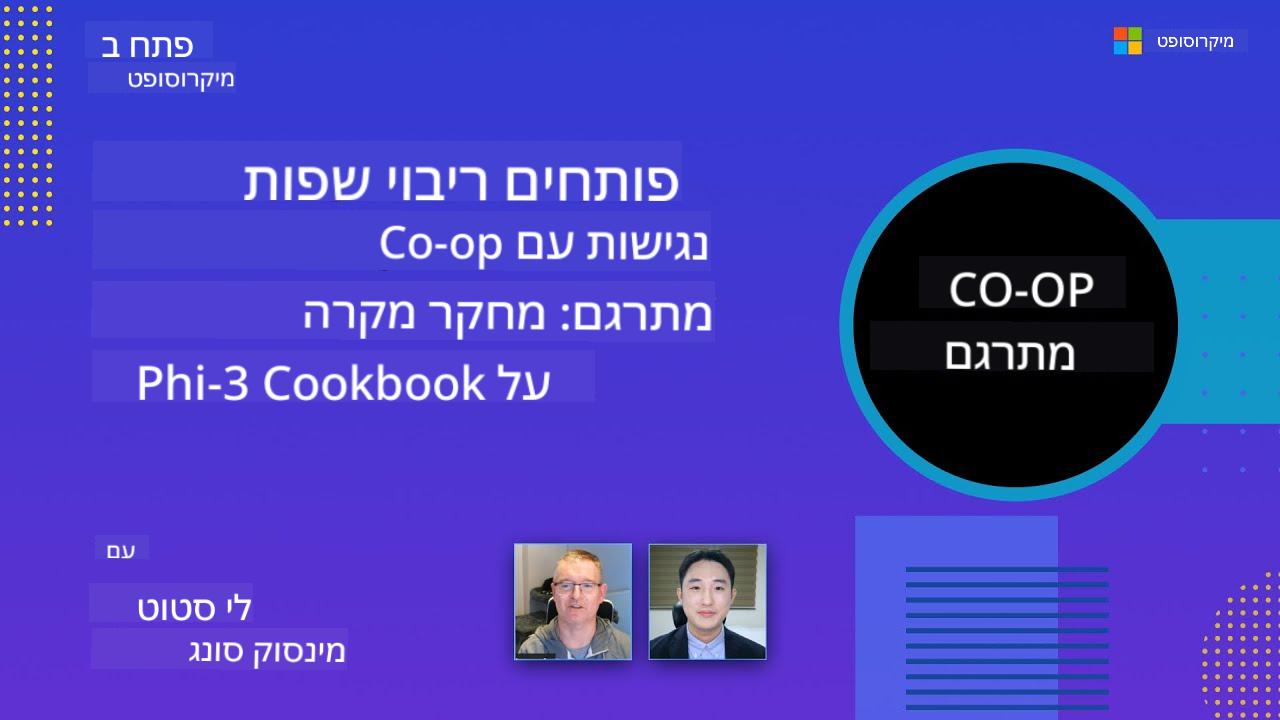 פתח ב
מיקרוסופט
מיקרוסופט
פותחים ריבוי שפות
נגישות עם Co-op
מתרגם: מחקר מקרה
על Phi-3 Cookbook
CO-OP
מתרגם
עם
לי סטוט
מינסוק סונג